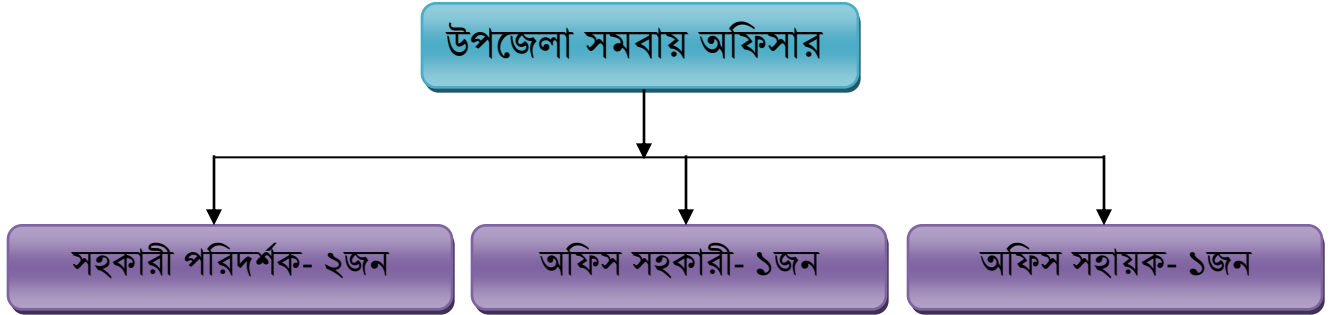 উপজেলা সমবায় অফিসার
সহকারী পরিদর্শক- ২জন
অফিস সহকারী- ১জন
অফিস সহায়ক- ১জন